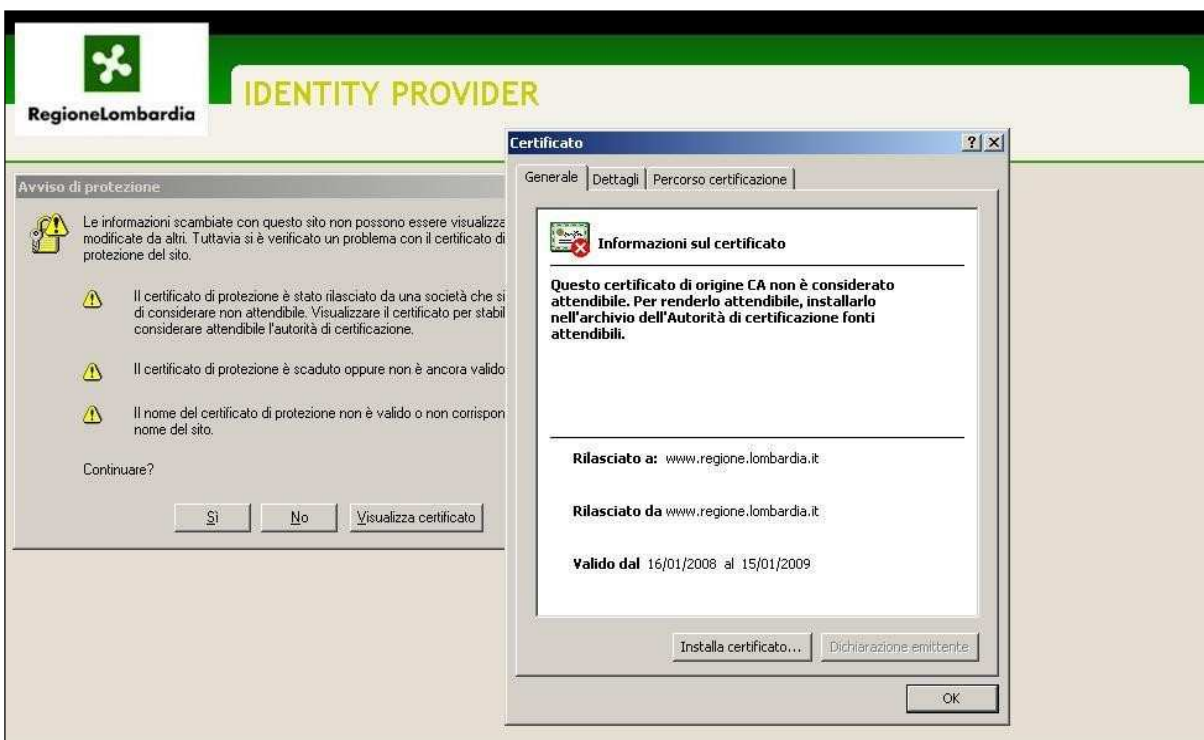 RegioneLombardia
IDENTITY PROVIDER
Avviso di protezione
Le informazioni scambiate con questo sito non possono essere visualizza
modificate da altri. Tuttavia si è verificato un problema con il certificato di
protezione del sito.
Il certificato di protezione è stato rilasciato da una società che si
di considerare non attendibile. Visualizzare il certificato per stabil
considerare attendibile l'autorità di certificazione.
Il certificato di protezione è scaduto oppure non è ancora valido
Il nome del certificato di protezione non è valido o non corrispon
nome del sito.
Continuare?
Sì No Visualizza certificato
Certificato
Generale Dettagli Percorso certificazione
Informazioni sul certificato
Questo certificato di origine CA non è considerato
attendibile. Per renderlo attendibile, installarlo
nell'archivio dell'Autorità di certificazione fonti
attendibili.
Rilasciato a: www.regione.lombardia.it
Rilasciato da www.regione.lombardia.it
Valido dal 16/01/2008 al 15/01/2009
Installa certificato... Dichiarazione emittente
OK